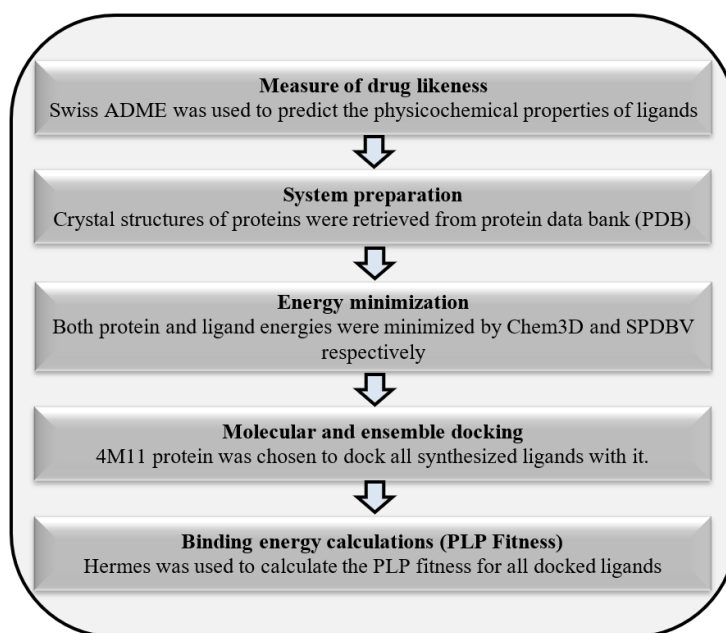 Measure of drug likeness
Swiss ADME was used to predict the physicochemical properties of ligands
System preparation
Crystal structures of proteins were retrieved from protein data bank (PDB)
Energy minimization
Both protein and ligand energies were minimized by Chem3D and SPDBV
respectively
Molecular and ensemble docking
4M11 protein was chosen to dock all synthesized ligands with it.
Binding energy calculations (PLP Fitness)
Hermes was used to calculate the PLP fitness for all docked ligands